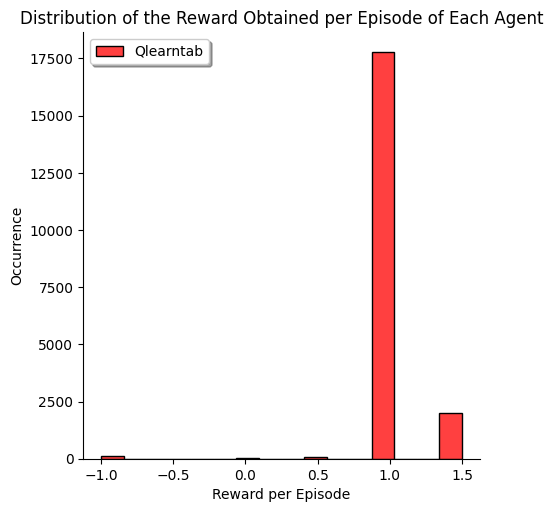 Distribution of the Reward Obtained per Episode of Each Agent
Qlearntab
17500
15000
12500
10000
7500
5000
2500
0
Occurrence
−1.0 −0.5 0.0 0.5 1.0 1.5
Reward per Episode